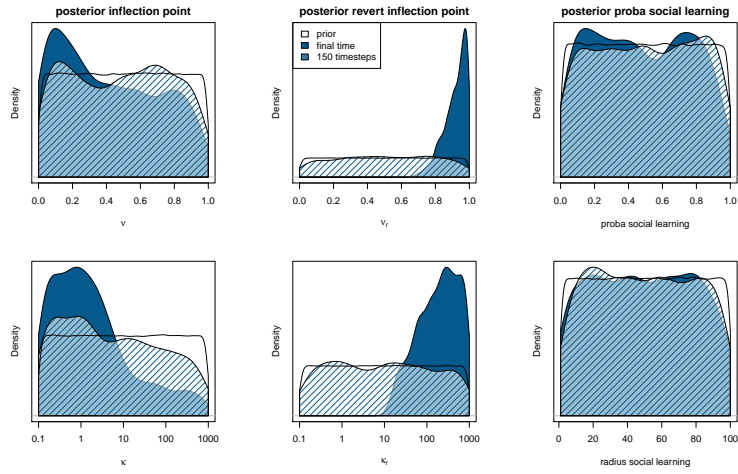 posterior inflection point
posterior revert inflection point
posterior proba social learning
prior
final time
150 timesteps
Density
0.0 0.2 0.4 0.6 0.8 1.0
ν
Density
0.0 0.2 0.4 0.6 0.8 1.0
νr
Density
0.0 0.2 0.4 0.6 0.8 1.0
proba social learning
Density
0.1 1 10 100 1000
κ
Density
0.1 1 10 100 1000
κr
Density
0 20 40 60 80 100
radius social learning